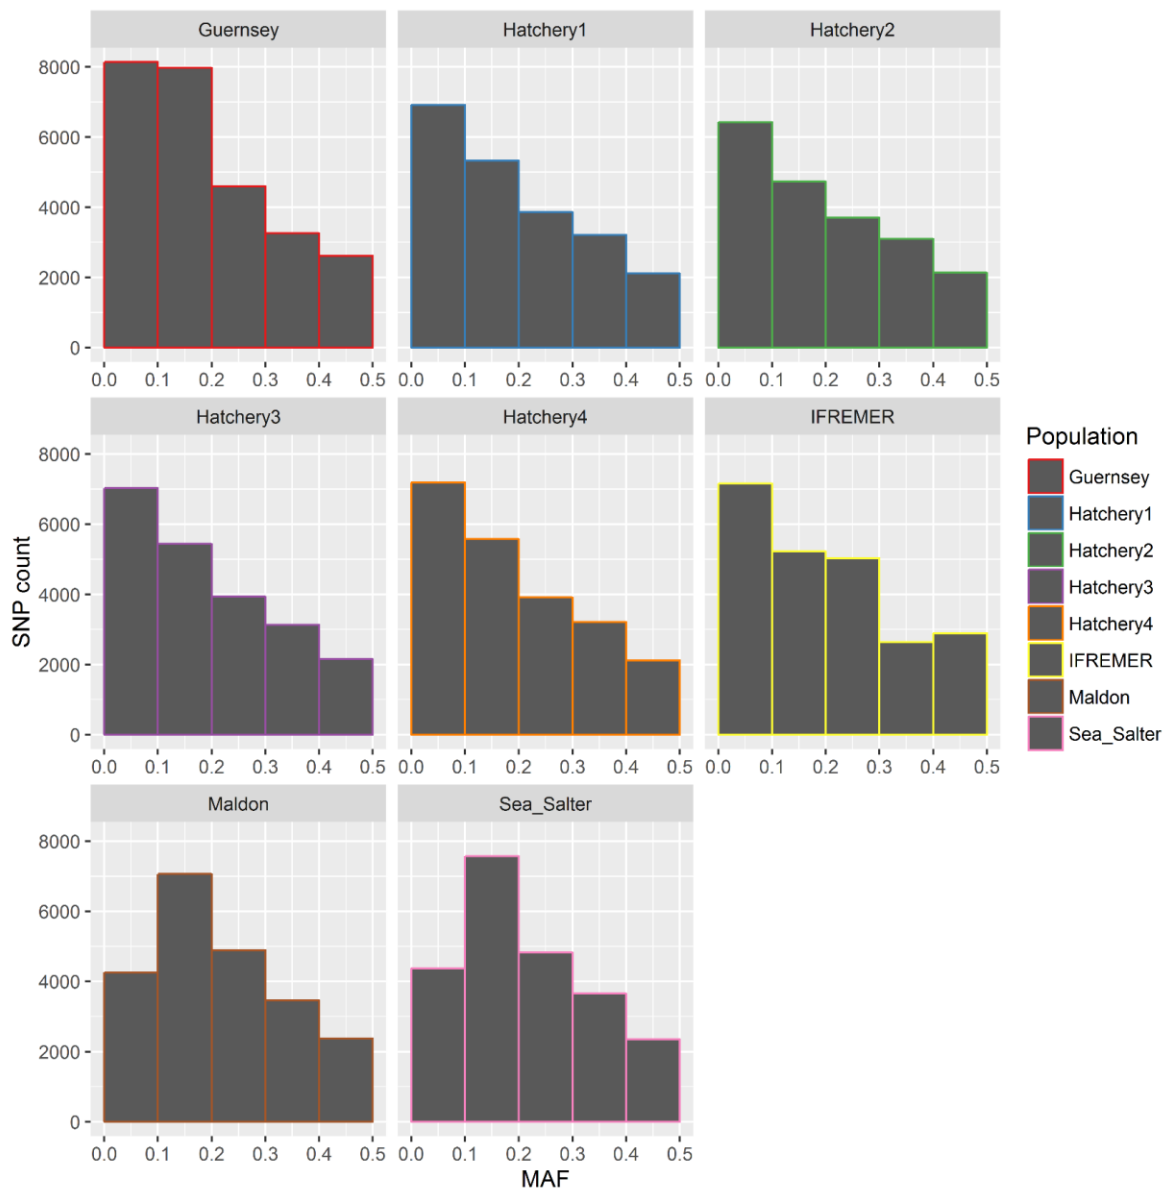 Guernsey Hatchery1 Hatchery2
8000
6000
4000
2000
0
0.0 0.1 0.2 0.3 0.4 0.5 0.0 0.1 0.2 0.3 0.4 0.5 0.0 0.1 0.2 0.3 0.4 0.5
Hatchery3 Hatchery4 IFREMER
8000
6000
4000
2000
0
0.0 0.1 0.2 0.3 0.4 0.5 0.0 0.1 0.2 0.3 0.4 0.5 0.0 0.1 0.2 0.3 0.4 0.5
Maldon Sea_Salter
8000
6000
4000
2000
0
0.0 0.1 0.2 0.3 0.4 0.5 0.0 0.1 0.2 0.3 0.4 0.5
SNP count
MAF
Population
Guernsey
Hatchery1
Hatchery2
Hatchery3
Hatchery4
IFREMER
Maldon
Sea_Salter